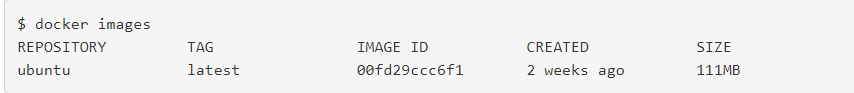 $ docker images
REPOSITORY TAG IMAGE ID CREATED SIZE
ubuntu latest 00fd29ccc6f1 2 weeks ago 111MB